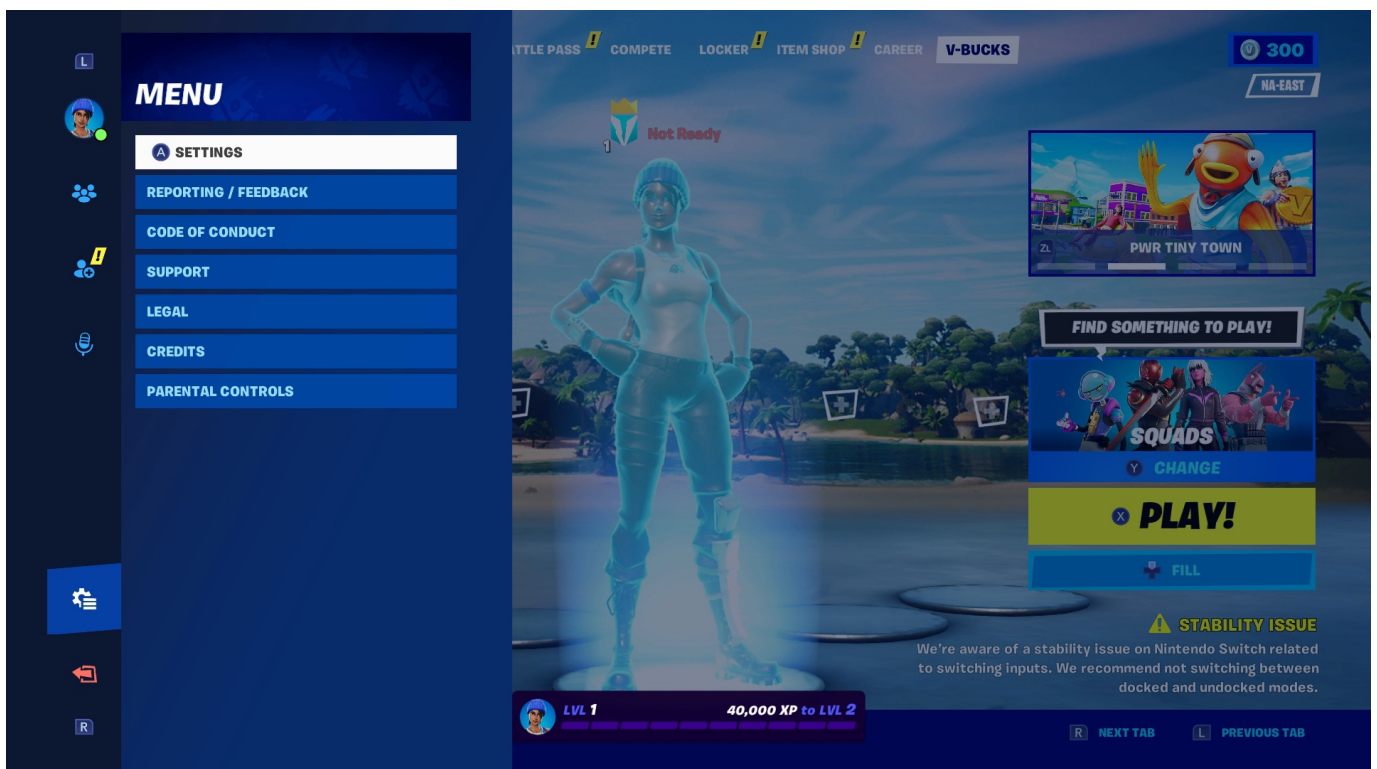 L
MENU
A SETTINGS
REPORTING / FEEDBACK
CODE OF CONDUCT
SUPPORT
LEGAL
CREDITS
PARENTAL CONTROLS
R
TTLE PASS ! COMPETE LOCKER ! ITEM SHOP ! CAREER V-BUCKS
V 300
NA-EAST
1 Not Ready
ZL PWR TINY TOWN
FIND SOMETHING TO PLAY!
SQUADS
Y CHANGE
X PLAY!
FILL
STABILITY ISSUE
We're aware of a stability issue on Nintendo Switch related
to switching inputs. We recommend not switching between
docked and undocked modes.
LVL 1 40,000 XP to LVL 2
R NEXT TAB L PREVIOUS TAB